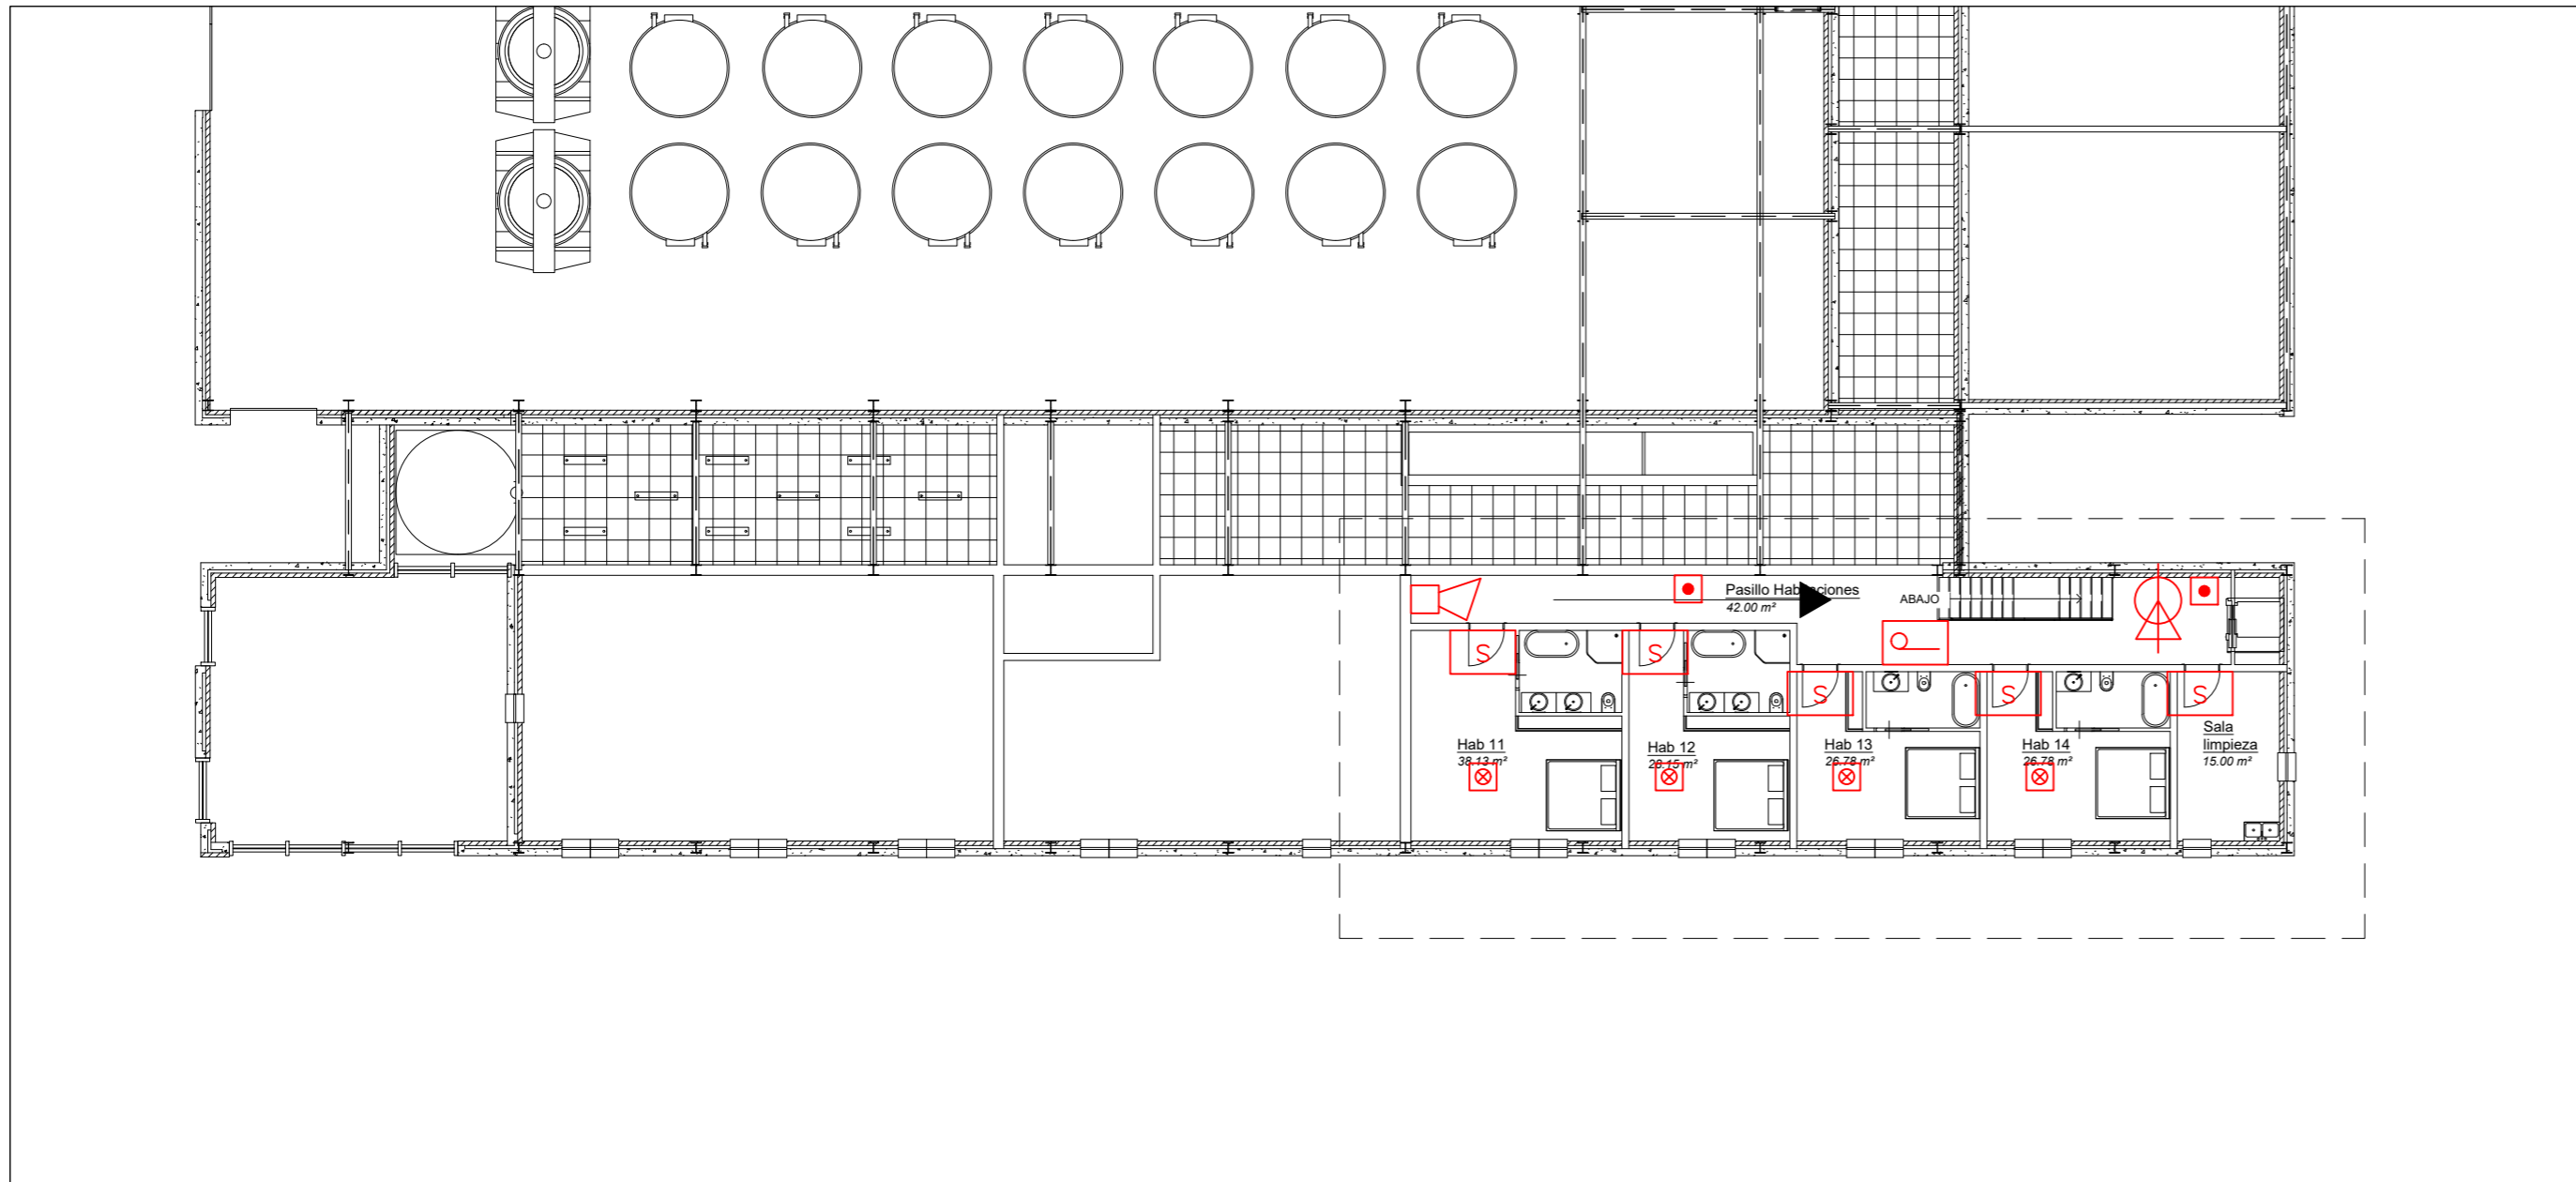 Pasillo Habitaciones
42.00 m²
ABAJO
S
S
S
S
S
Hab 11
38.13 m²
Hab 12
28.15 m²
Hab 13
26.78 m²
Hab 14
26.78 m²
Sala
limpieza
15.00 m²